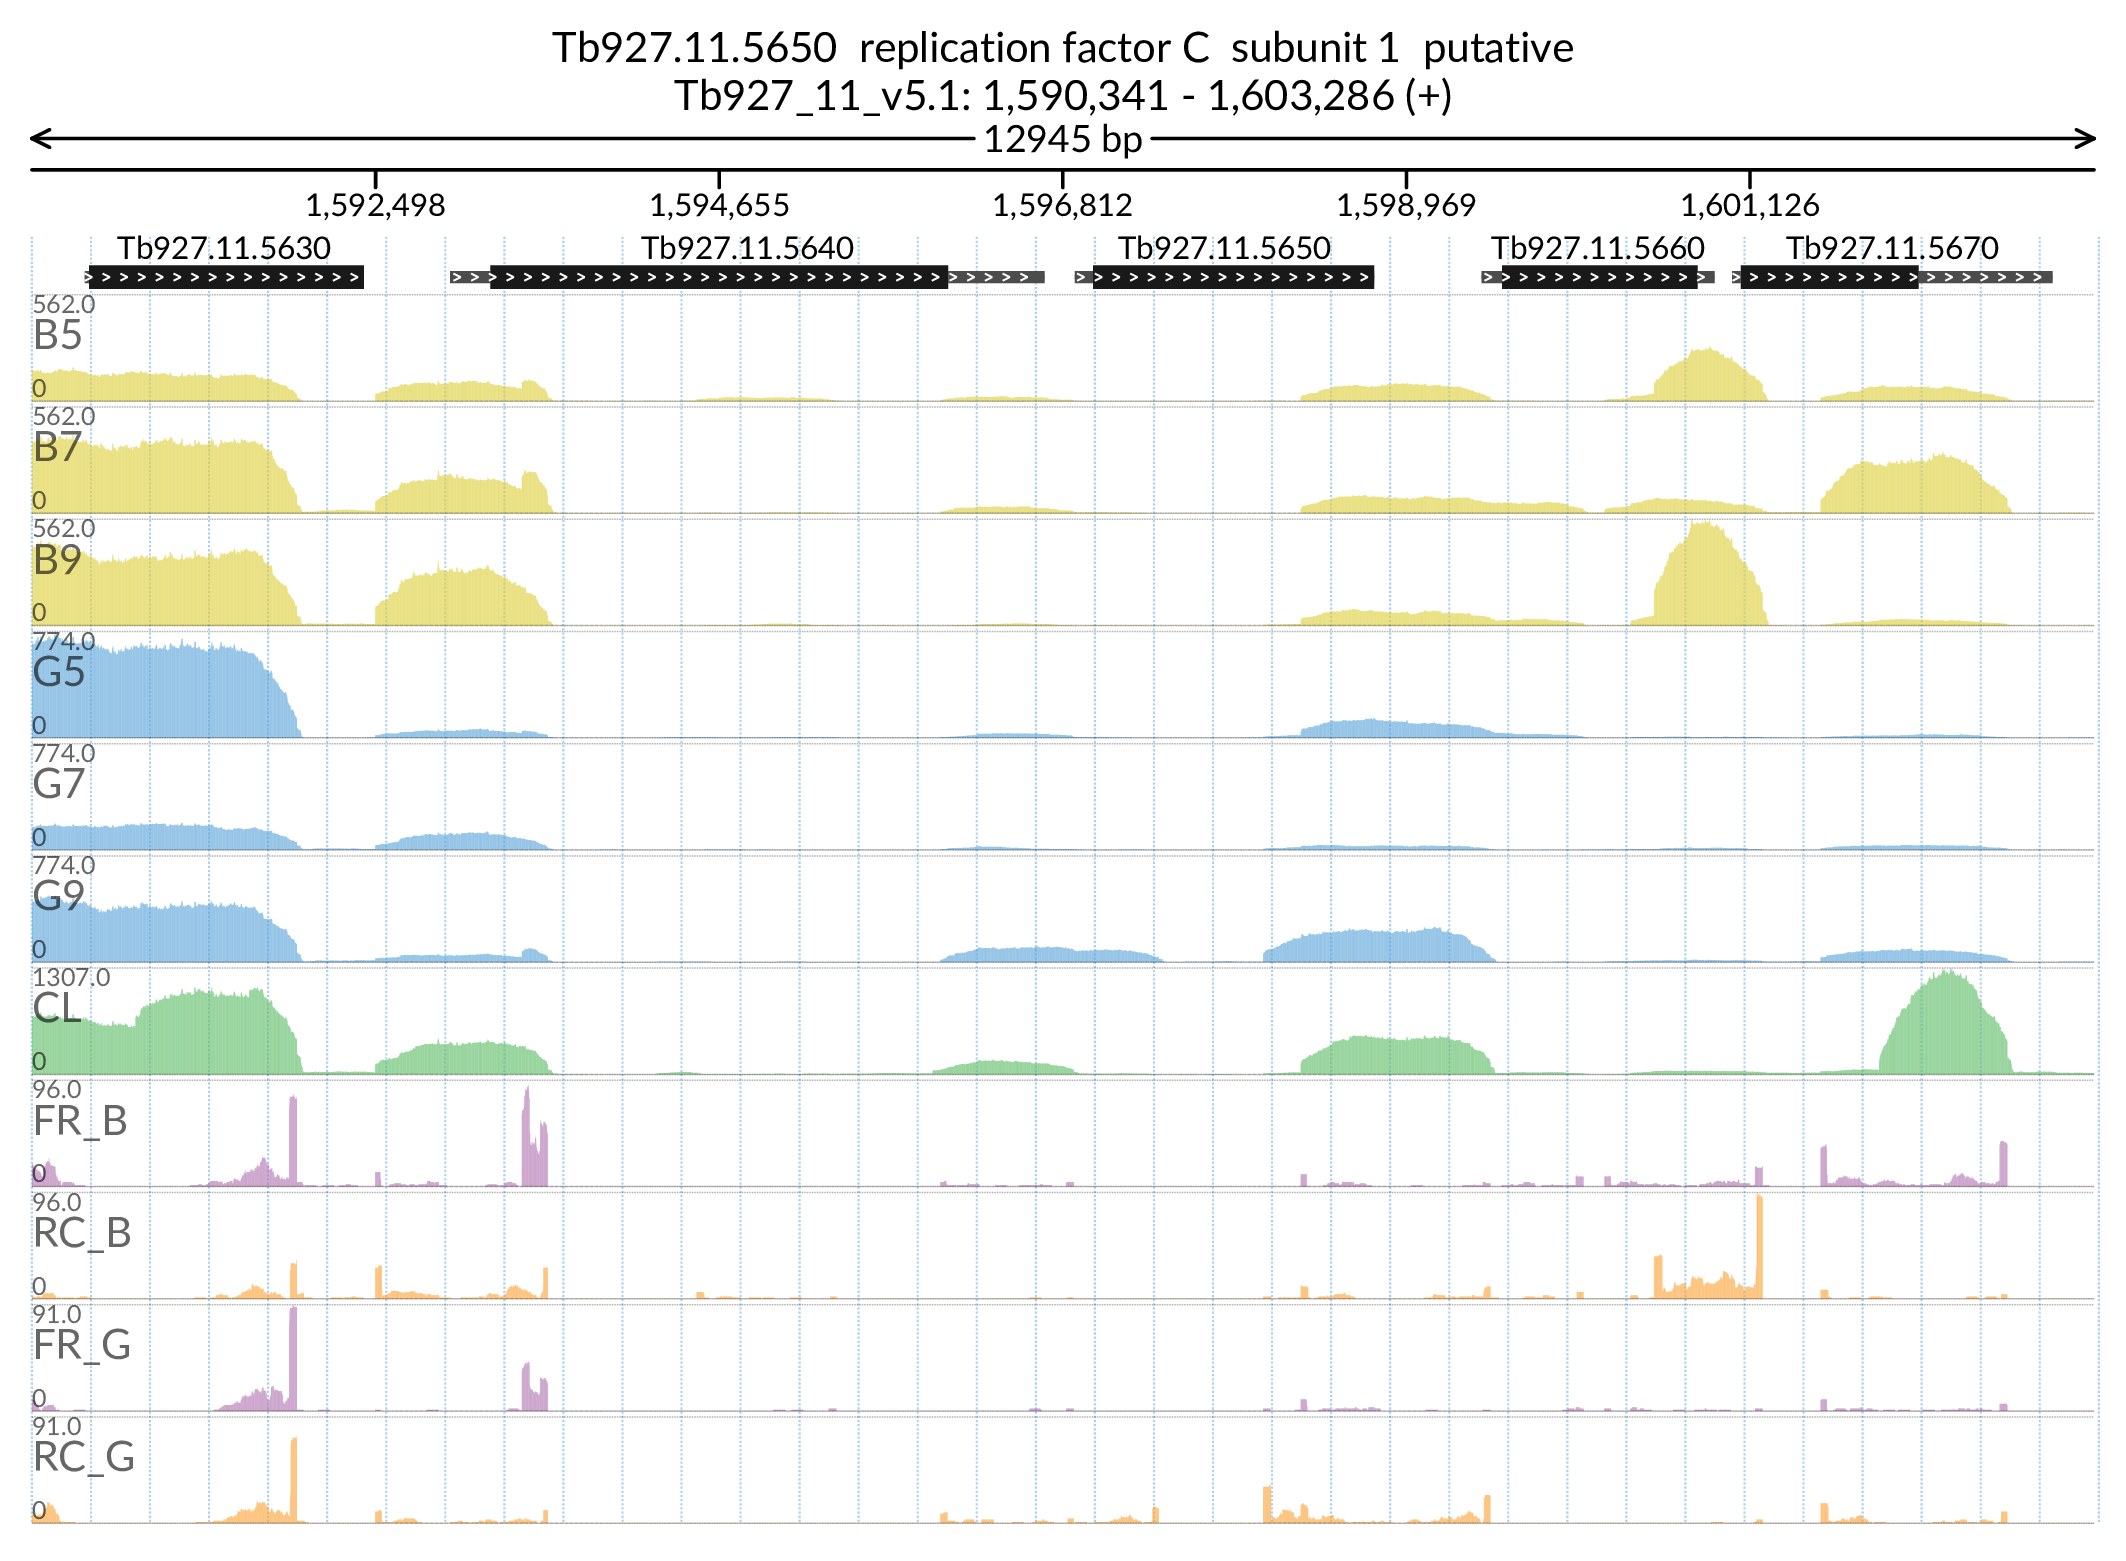 Tb927.11.5650 replication factor C subunit 1 putative
Tb927_11_v5.1: 1,590,341 - 1,603,286 (+)
12945 bp
1,592,498 1,594,655 1,596,812 1,598,969 1,601,126
Tb927.11.5630 Tb927.11.5640 Tb927.11.5650 Tb927.11.5660 Tb927.11.5670
562.0
B5
0
562.0
B7
0
562.0
B9
0
774.0
G5
0
774.0
G7
0
774.0
G9
0
1307.0
CL
0
96.0
FR_B
0
96.0
RC_B
0
91.0
FR_G
0
91.0
RC_G
0